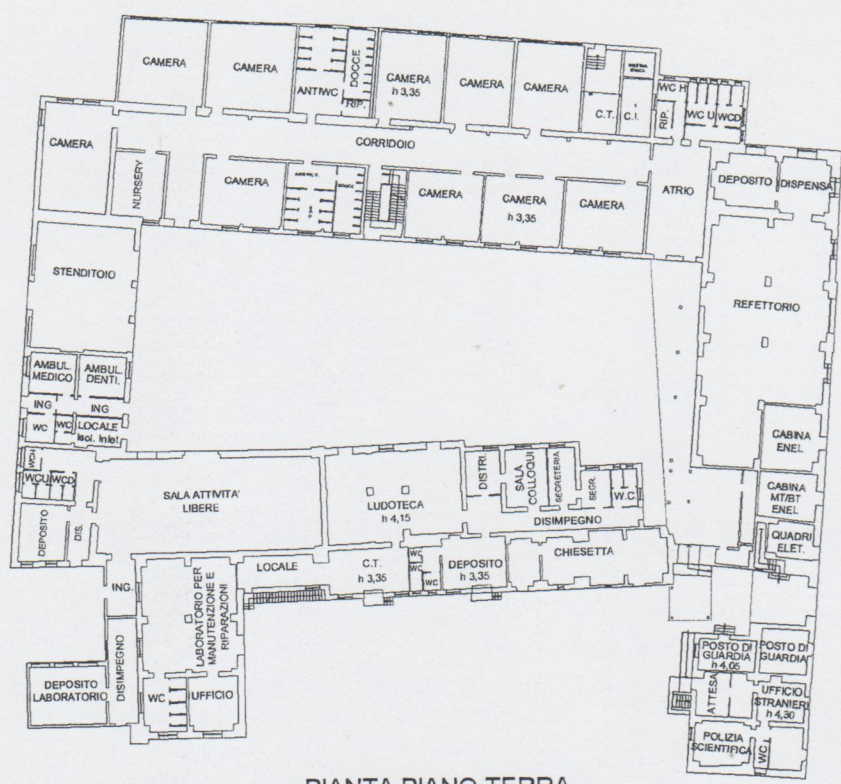 CAMERA
CAMERA
ANTIWC
DOCCE
RIP.
CAMERA
h 3,35
CAMERA
CAMERA
C.T.
C.I.
WC H
RIP.
WC U
WCD
CORRIDOIO
CAMERA
NURSERY
CAMERA
CAMERA
CAMERA
h 3,35
CAMERA
ATRIO
DEPOSITO
DISPENSA
STENDITOIO
REFETTORIO
AMBUL.
MEDICO
AMBUL.
DENTI.
ING
ING
WC
WC
LOCALE
Isol. Infet.
CABINA
ENEL
CABINA
MT/BT
ENEL
QUADRI
ELET.
WCH
WCU
WCD
DEPOSITO
DIS.
SALA ATTIVITA'
LIBERE
LUDOTECA
h 4,15
DISTRI.
SALA
COLLOQUI
SECRETERIA
SEGR.
W.C.
DISIMPEGNO
CHIESETTA
LOCALE
C.T.
h 3,35
WC
WC
WC
DEPOSITO
h 3,35
ING.
LABORATORIO PER
MANUTENZIONE E
RIPARAZIONI
DISIMPEGNO
DEPOSITO
LABORATORIO
WC
UFFICIO
POSTO DI
GUARDIA
h 4,05
POSTO DI
GUARDIA
ATTESA
UFFICIO
STRANIERI
h 4,30
POLIZIA
SCIENTIFICA
WC
PIANTA PIANO TERRA